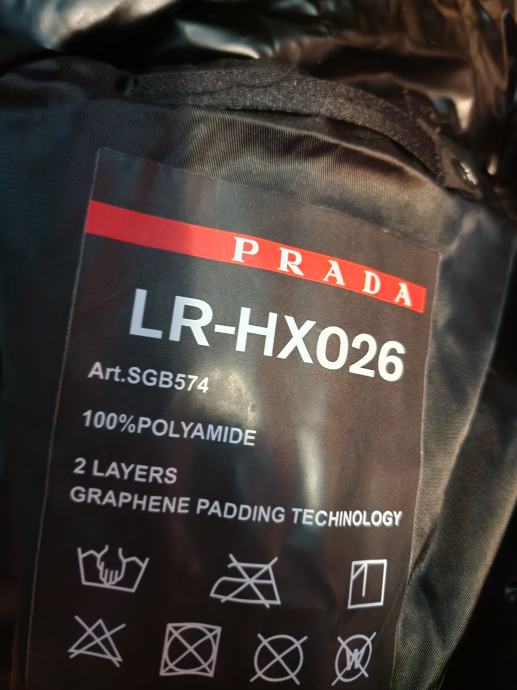 PRADA
LR-HX026
Art.SGB574
100%POLYAMIDE
2 LAYERS
GRAPHENE PADDING TECHINOLOGY
W